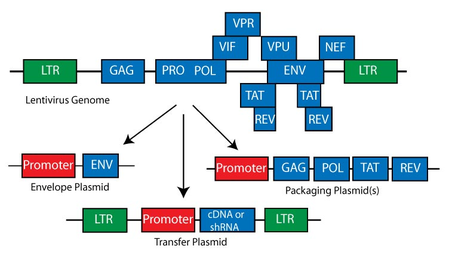 VPR
VIF VPU NEF
LTR GAG PRO POL ENV LTR
TAT TAT
Lentivirus Genome
REV REV
Promoter ENV
Envelope Plasmid
Promoter GAG POL TAT REV
Packaging Plasmid(s)
LTR Promoter cDNA or shRNA LTR
Transfer Plasmid